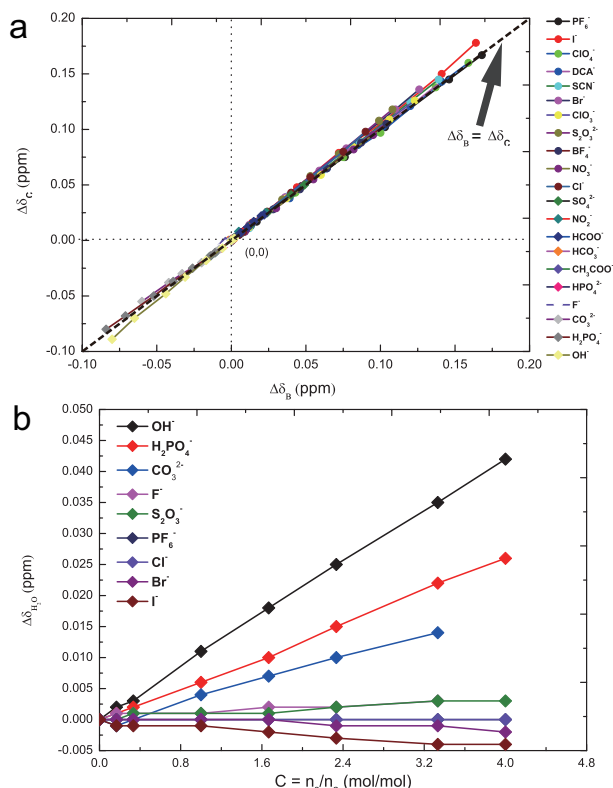 a
0.20
0.15
0.10
0.05
0.00
-0.05
-0.10
Δδ_C (ppm)
(0,0)
Δδ_B = Δδ_C
-0.10 -0.05 0.00 0.05 0.10 0.15 0.20
Δδ_B (ppm)
PF₆⁻
I⁻
ClO₄⁻
DCA⁻
SCN⁻
Br⁻
ClO₃⁻
S₂O₃²⁻
BF₄⁻
NO₃⁻
Cl⁻
SO₄²⁻
NO₂⁻
HCOO⁻
HCO₃⁻
CH₃COO⁻
HPO₄²⁻
F⁻
CO₃²⁻
H₂PO₄⁻
OH⁻
b
0.050
0.045
0.040
0.035
0.030
0.025
0.020
0.015
0.010
0.005
0.000
-0.005
Δδ_H₂O (ppm)
OH⁻
H₂PO₄⁻
CO₃²⁻
F⁻
S₂O₃⁻
PF₆⁻
Cl⁻
Br⁻
I⁻
0.0 0.8 1.6 2.4 3.2 4.0 4.8